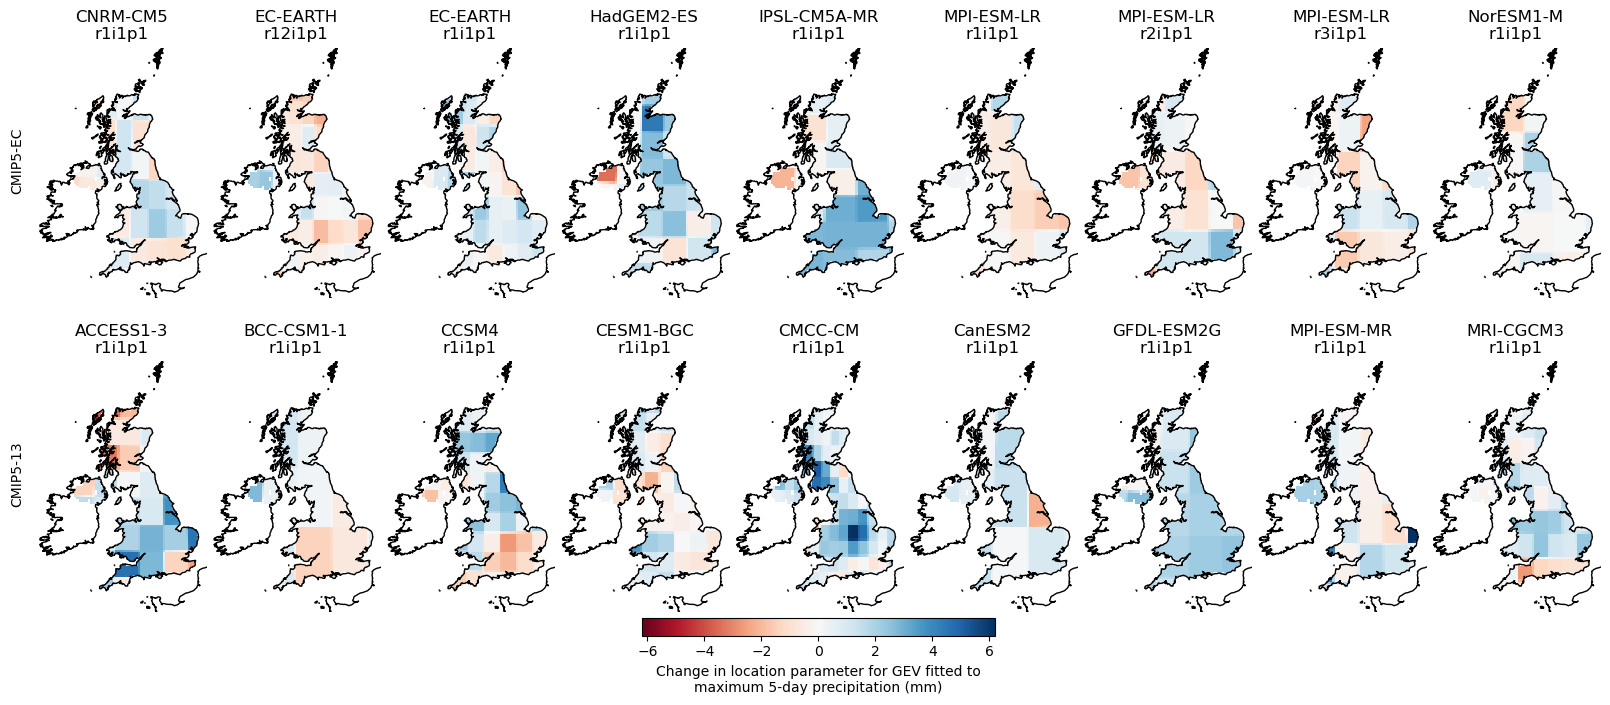 CNRM-CM5
r1i1p1
EC-EARTH
r12i1p1
EC-EARTH
r1i1p1
HadGEM2-ES
r1i1p1
IPSL-CM5A-MR
r1i1p1
MPI-ESM-LR
r1i1p1
MPI-ESM-LR
r2i1p1
MPI-ESM-LR
r3i1p1
NorESM1-M
r1i1p1
CMIP5-EC
ACCESS1-3
r1i1p1
BCC-CSM1-1
r1i1p1
CCSM4
r1i1p1
CESM1-BGC
r1i1p1
CMCC-CM
r1i1p1
CanESM2
r1i1p1
GFDL-ESM2G
r1i1p1
MPI-ESM-MR
r1i1p1
MRI-CGCM3
r1i1p1
CMIP5-13
−6 −4 −2 0 2 4 6
Change in location parameter for GEV fitted to
maximum 5-day precipitation (mm)